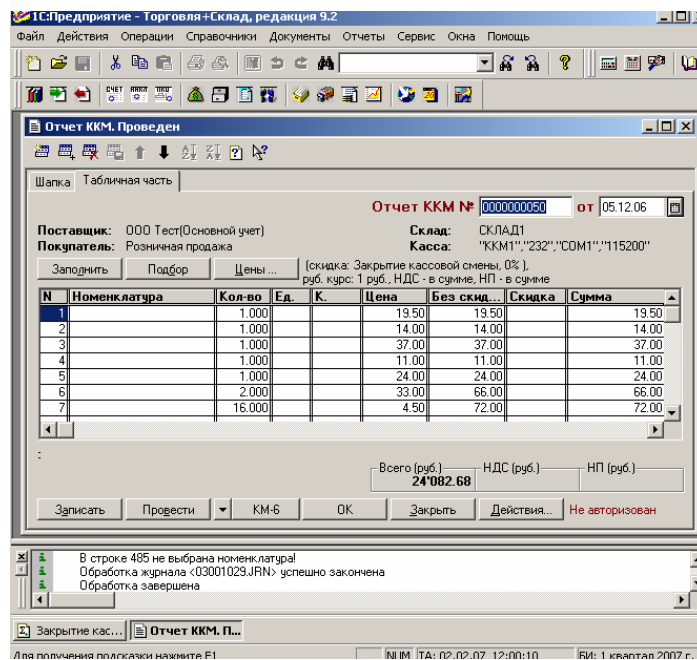 1С:Предприятие - Торговля+Склад, редакция 9.2
Файл Действия Операции Справочники Документы Отчеты Сервис Окна Помощь
СЧЕТ НАКЛ ПКО
Отчет ККМ. Проведен
Шапка Табличная часть
Отчет ККМ № 0000000050 от 05.12.06
Поставщик: ООО Тест(Основной учет) Склад: СКЛАД1
Покупатель: Розничная продажа Касса: "ККМ1","232","COM1","115200"
Заполнить Подбор Цены ... (скидка: Закрытие кассовой смены, 0% ),
руб. курс: 1 руб., НДС - в сумме, НП - в сумме
N Номенклатура Кол-во Ед. К. Цена Без скид... Скидка Сумма
1 1.000 19.50 19.50 19.50
2 1.000 14.00 14.00 14.00
3 1.000 37.00 37.00 37.00
4 1.000 11.00 11.00 11.00
5 1.000 24.00 24.00 24.00
6 2.000 33.00 66.00 66.00
7 16.000 4.50 72.00 72.00
:
Всего (руб.) НДС (руб.) НП (руб.)
24'082.68
Записать Провести КМ-6 ОК Закрыть Действия... Не авторизован
В строке 485 не выбрана номенклатура!
Обработка журнала <03001029.JRN> успешно закончена
Обработка завершена
Закрытие кас... Отчет ККМ. П...
Для получения подсказки нажмите F1 NUM TA: 02.02.07 12:00:10 БИ: 1 квартал 2007 г.